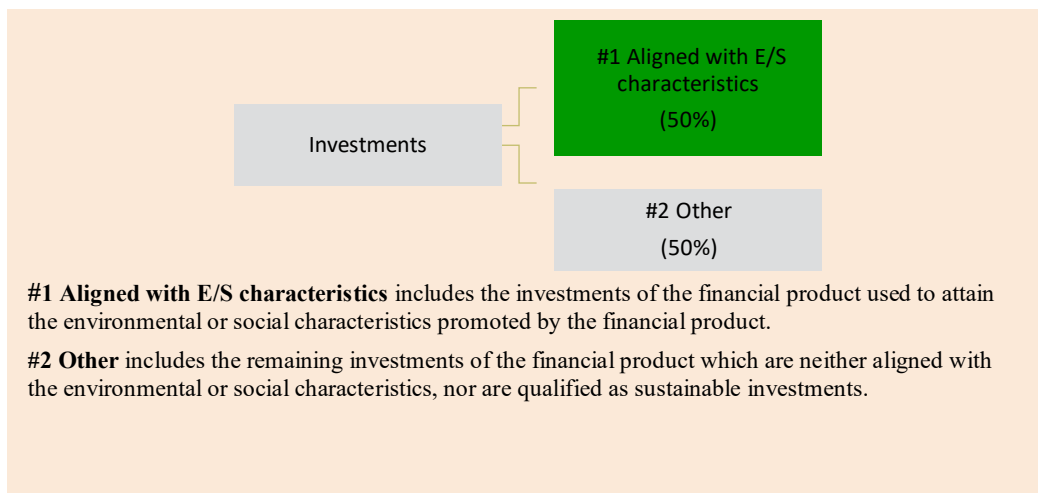 #1 Aligned with E/S
characteristics
(50%)
Investments
#2 Other
(50%)
#1 Aligned with E/S characteristics includes the investments of the financial product used to attain
the environmental or social characteristics promoted by the financial product.
#2 Other includes the remaining investments of the financial product which are neither aligned with
the environmental or social characteristics, nor are qualified as sustainable investments.